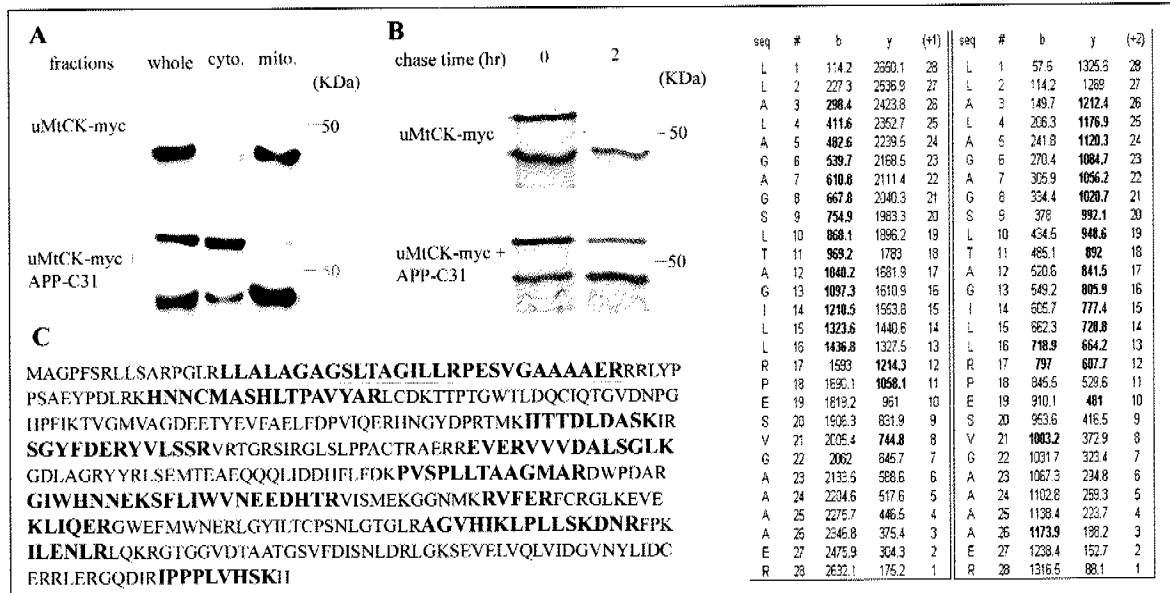 A
fractions whole cyto. mito.
(KDa)
uMtCK-myc
50
uMtCK-myc +
APP-C31
50
B
chase time (hr) 0 2
(KDa)
uMtCK-myc
50
uMtCK-myc +
APP-C31
50
C
MAGPFSRLLSARPGLRLLALAGAGSLTAGILLRPESVGAAAAERRRLYP
PSAEYPDLRKHNNCMASHLTPAVYARLCDKTTPTGWTLDQCIQTGVDNPG
HPFIKTVGMVAGDEETYEVFAELFDPVIQERHNGYDPRTMKHTTDLDASKIR
SGYFDERYVLSSRVRTGRSIRGLSLPPACTRAERREVERVVVDALSGLK
GDLAGRYYRLSEMTEAEQQQLIDDHFLFDKPVSPLLTAAGMARDWPDAR
GIWHNNEKSFLIWVNEEDHTRVISMEKGGNMKRVFERFCRGLKEVE
KLIQERGWEFMWNERLGYILTCPSNLGTGLRAGVHIKLPLLSKDNRFPK
ILENLRLQKRGTGGVDTAATGSVFDISNLDRLGKSEVELVQLVIDGVNYLIDC
ERRLERGQDIRIPPPLVHSKH
seq # b y (+1) seq # b y (+2)
L 1 114.2 2650.1 28 L 1 57.6 1325.6 28
L 2 227.3 2536.9 27 L 2 114.2 1269 27
A 3 298.4 2423.8 26 A 3 149.7 1212.4 26
L 4 411.6 2352.7 25 L 4 206.3 1176.9 25
A 5 482.6 2239.5 24 A 5 241.8 1120.3 24
G 6 539.7 2168.5 23 G 6 270.4 1084.7 23
A 7 610.8 2111.4 22 A 7 305.9 1056.2 22
G 8 667.8 2040.3 21 G 8 334.4 1020.7 21
S 9 754.9 1983.3 20 S 9 378 992.1 20
L 10 868.1 1896.2 19 L 10 434.5 948.6 19
T 11 969.2 1783 18 T 11 485.1 892 18
A 12 1040.2 1681.9 17 A 12 520.6 841.5 17
G 13 1097.3 1610.9 16 G 13 549.2 805.9 16
I 14 1210.5 1553.8 15 I 14 605.7 777.4 15
L 15 1323.6 1440.6 14 L 15 662.3 720.8 14
L 16 1436.8 1327.5 13 L 16 718.9 664.2 13
R 17 1593 1214.3 12 R 17 797 607.7 12
P 18 1690.1 1058.1 11 P 18 845.5 529.6 11
E 19 1819.2 961 10 E 19 910.1 481 10
S 20 1906.3 831.9 9 S 20 953.6 416.5 9
V 21 2005.4 744.8 8 V 21 1003.2 372.9 8
G 22 2062 645.7 7 G 22 1031.7 323.4 7
A 23 2133.5 588.6 6 A 23 1067.3 294.8 6
A 24 2204.6 517.6 5 A 24 1102.8 259.3 5
A 25 2275.7 446.5 4 A 25 1138.4 223.7 4
A 26 2346.8 375.4 3 A 26 1173.9 188.2 3
E 27 2475.9 304.3 2 E 27 1238.4 152.7 2
R 28 2632.1 175.2 1 R 28 1316.5 88.1 1